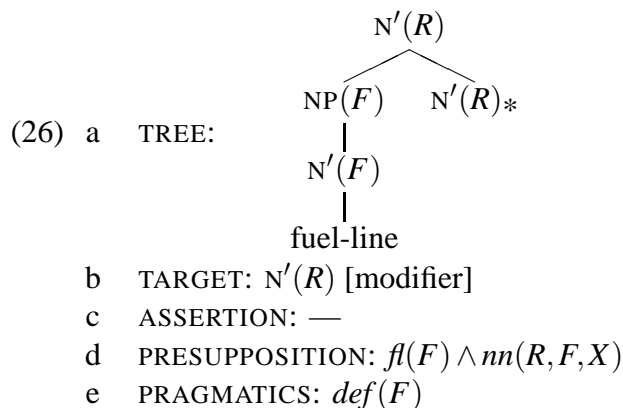 N′(R)
NP(F) N′(R)*
(26) a TREE:
N′(F)
fuel-line
b TARGET: N′(R) [modifier]
c ASSERTION: —
d PRESUPPOSITION: fl(F) ∧ nn(R,F,X)
e PRAGMATICS: def(F)